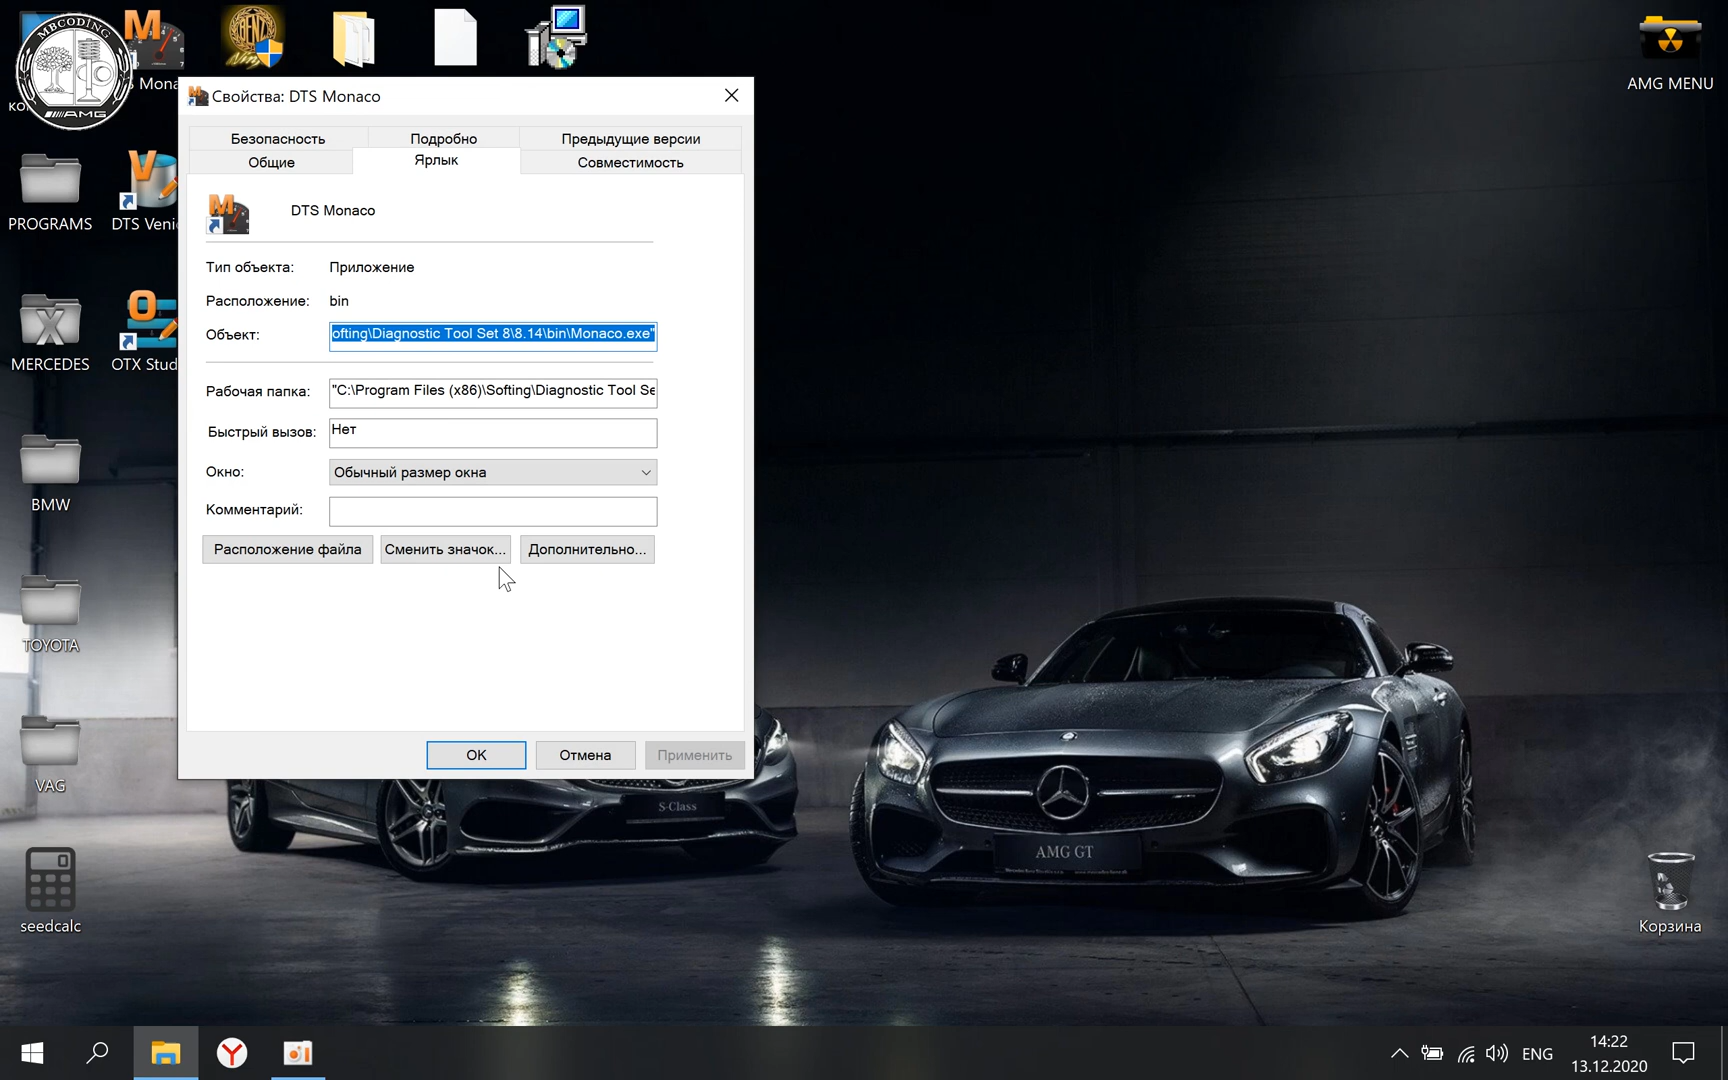 MBCODING
AMG
AMG MENU
Свойства: DTS Monaco
Безопасность
Подробно
Предыдущие версии
Общие
Ярлык
Совместимость
DTS Monaco
Тип объекта: Приложение
Расположение: bin
Объект: ofting\Diagnostic Tool Set 8\8.14\bin\Monaco.exe"
Рабочая папка: "C:\Program Files (x86)\Softing\Diagnostic Tool Se
Быстрый вызов: Нет
Окно: Обычный размер окна
Комментарий:
Расположение файла
Сменить значок...
Дополнительно...
OK
Отмена
Применить
PROGRAMS
DTS Veni
MERCEDES
OTX Stud
BMW
TOYOTA
VAG
seedcalc
S-Class
AMG GT
Корзина
ENG
14:22
13.12.2020